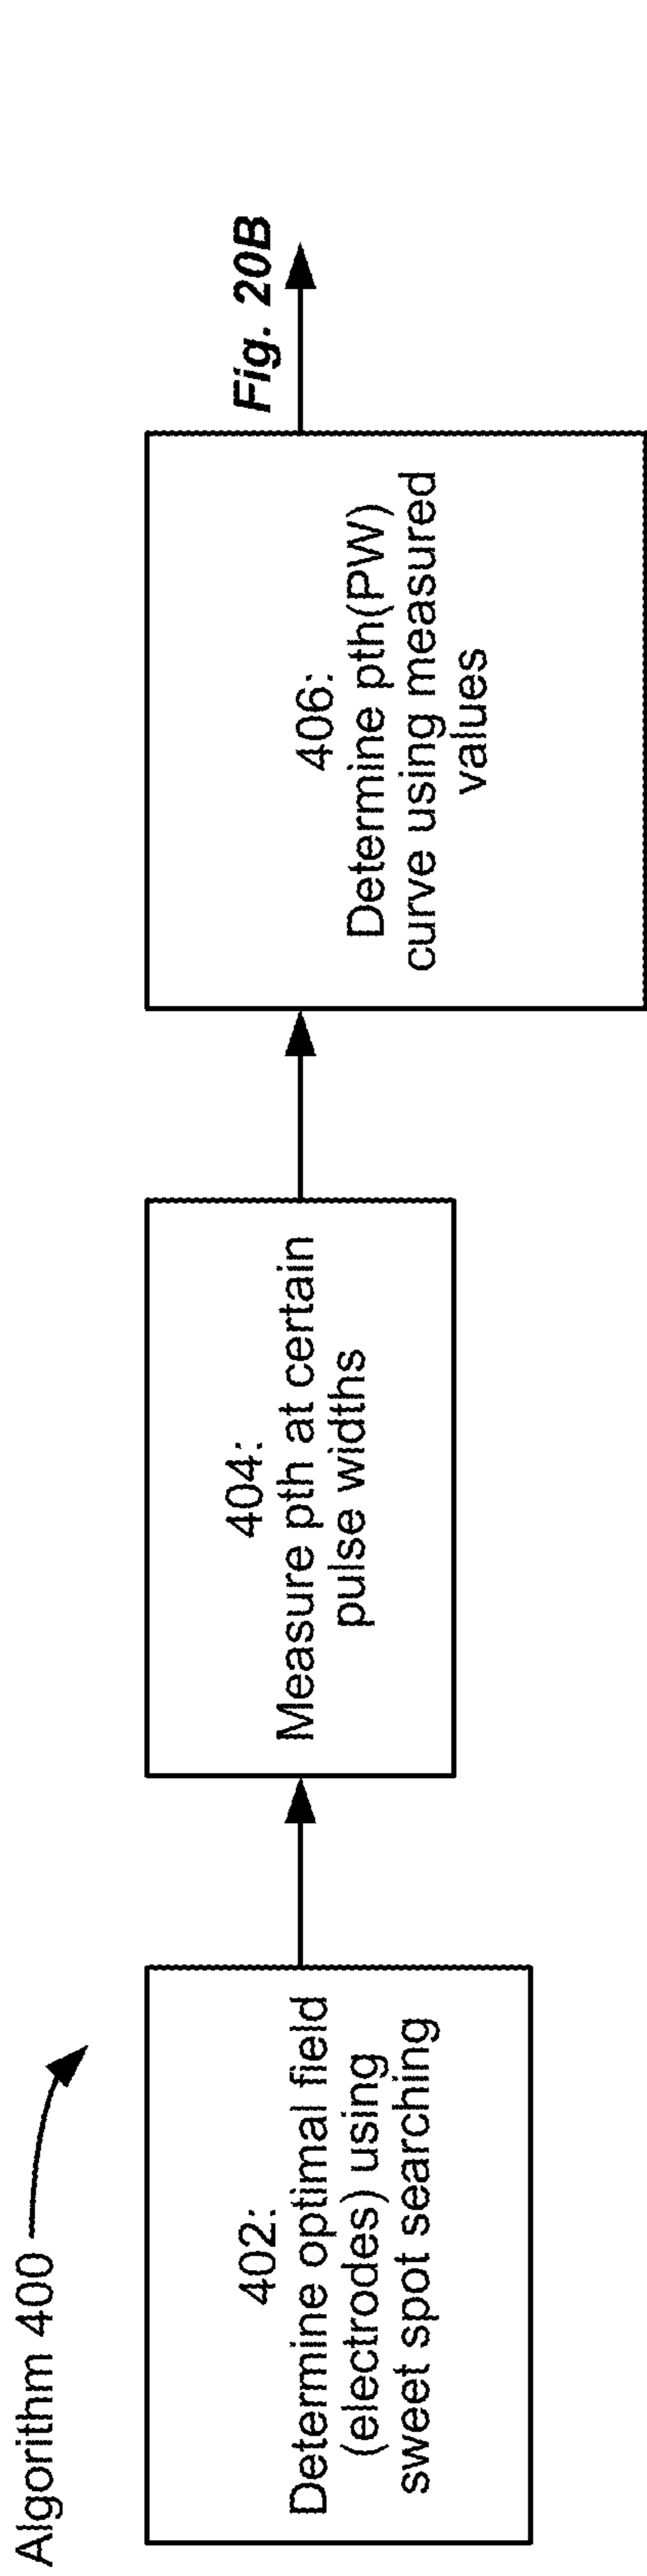 Algorithm 400
402:
Determine optimal field
(electrodes) using
sweet spot searching
404:
Measure pth at certain
pulse widths
406:
Determine pth(PW)
curve using measured
values
Fig. 20B